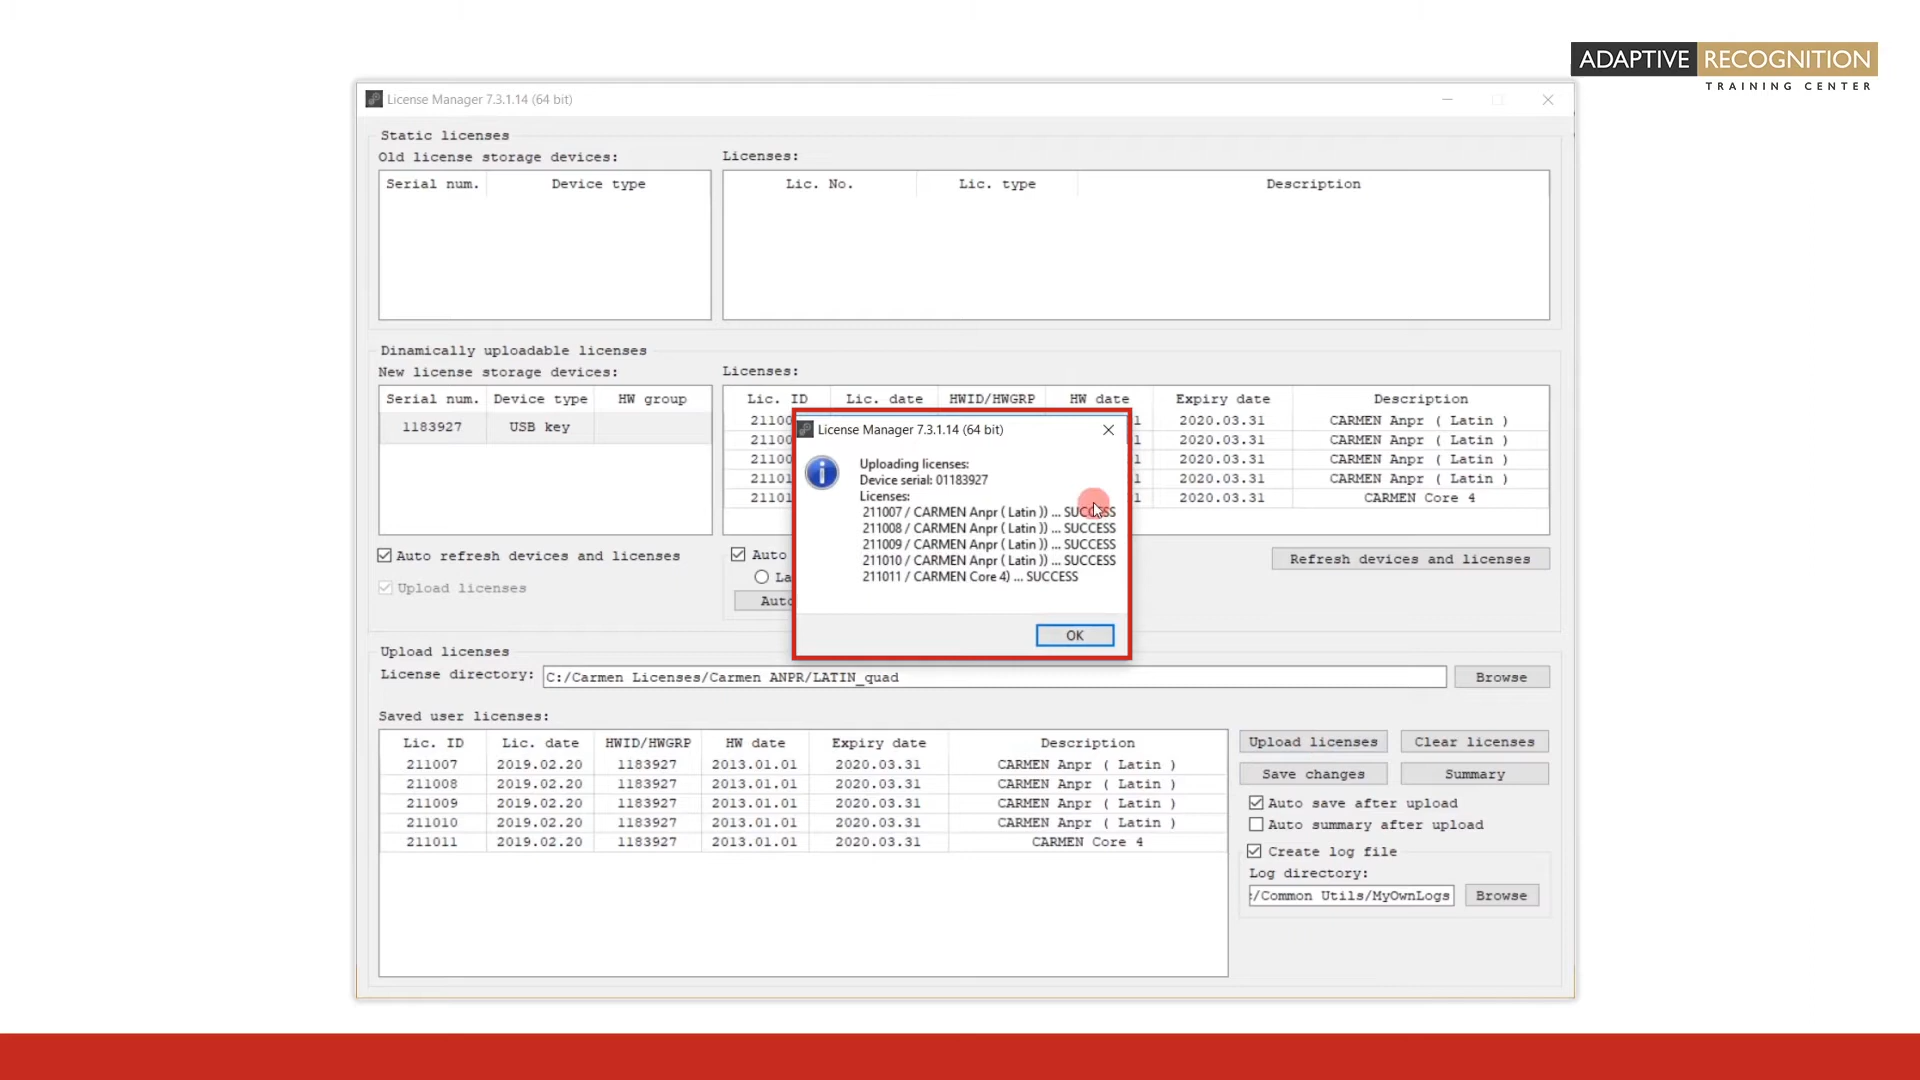 ADAPTIVE RECOGNITION
TRAINING CENTER
License Manager 7.3.1.14 (64 bit)
Static licenses
Old license storage devices:
Licenses:
Serial num. Device type
Lic. No. Lic. type Description
Dinamically uploadable licenses
New license storage devices:
Licenses:
Serial num. Device type HW group
1183927 USB key
Lic. ID Lic. date HWID/HWGRP HW date Expiry date Description
2020.03.31 CARMEN Anpr ( Latin )
2020.03.31 CARMEN Anpr ( Latin )
2020.03.31 CARMEN Anpr ( Latin )
2020.03.31 CARMEN Anpr ( Latin )
2020.03.31 CARMEN Core 4
License Manager 7.3.1.14 (64 bit)
Uploading licenses:
Device serial: 01183927
Licenses:
211007 / CARMEN Anpr ( Latin )) ... SUCCESS
211008 / CARMEN Anpr ( Latin )) ... SUCCESS
211009 / CARMEN Anpr ( Latin )) ... SUCCESS
211010 / CARMEN Anpr ( Latin )) ... SUCCESS
211011 / CARMEN Core 4) ... SUCCESS
OK
Auto refresh devices and licenses
Upload licenses
Auto
Refresh devices and licenses
Upload licenses
License directory: C:/Carmen Licenses/Carmen ANPR/LATIN_quad Browse
Saved user licenses:
Lic. ID Lic. date HWID/HWGRP HW date Expiry date Description
211007 2019.02.20 1183927 2013.01.01 2020.03.31 CARMEN Anpr ( Latin )
211008 2019.02.20 1183927 2013.01.01 2020.03.31 CARMEN Anpr ( Latin )
211009 2019.02.20 1183927 2013.01.01 2020.03.31 CARMEN Anpr ( Latin )
211010 2019.02.20 1183927 2013.01.01 2020.03.31 CARMEN Anpr ( Latin )
211011 2019.02.20 1183927 2013.01.01 2020.03.31 CARMEN Core 4
Upload licenses Clear licenses
Save changes Summary
Auto save after upload
Auto summary after upload
Create log file
Log directory:
:/Common Utils/MyOwnLogs Browse